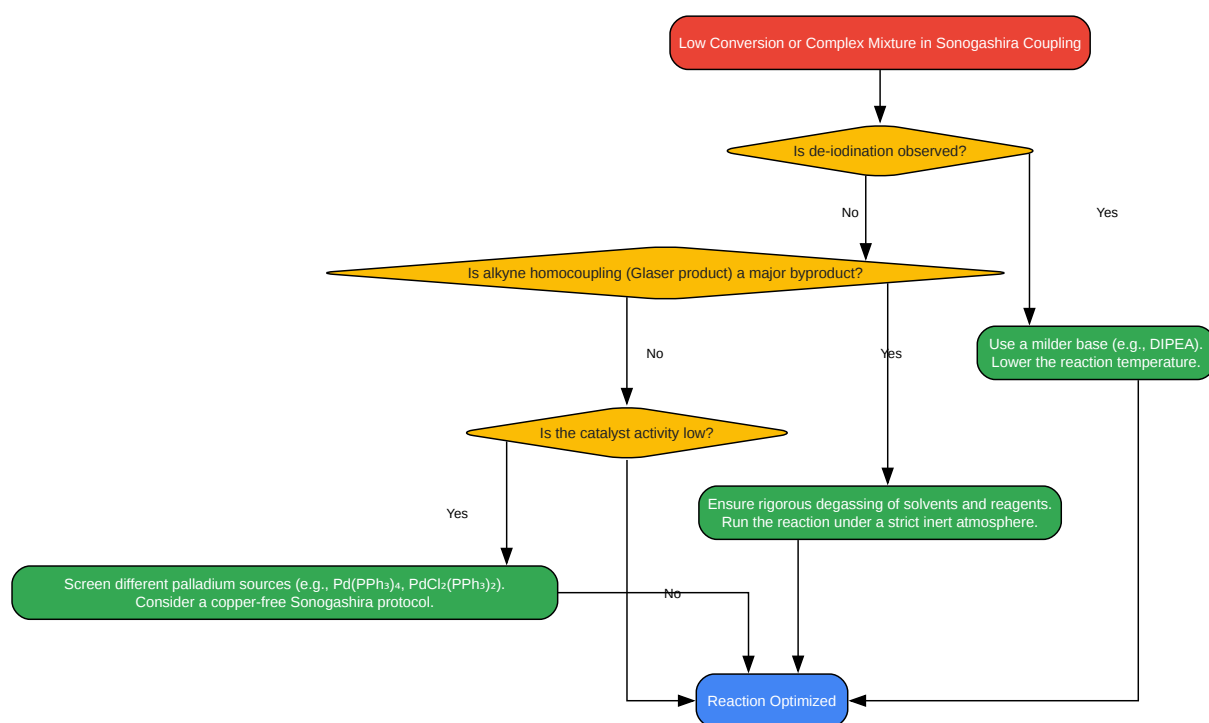 Low Conversion or Complex Mixture in Sonogashira Coupling
Is de-iodination observed?
No
Yes
Is alkyne homocoupling (Glaser product) a major byproduct?
No
Yes
Use a milder base (e.g., DIPEA).
Lower the reaction temperature.
Is the catalyst activity low?
Yes
Ensure rigorous degassing of solvents and reagents.
Run the reaction under a strict inert atmosphere.
Screen different palladium sources (e.g., Pd(PPh₃)₄, PdCl₂(PPh₃)₂).
Consider a copper-free Sonogashira protocol.
No
Reaction Optimized